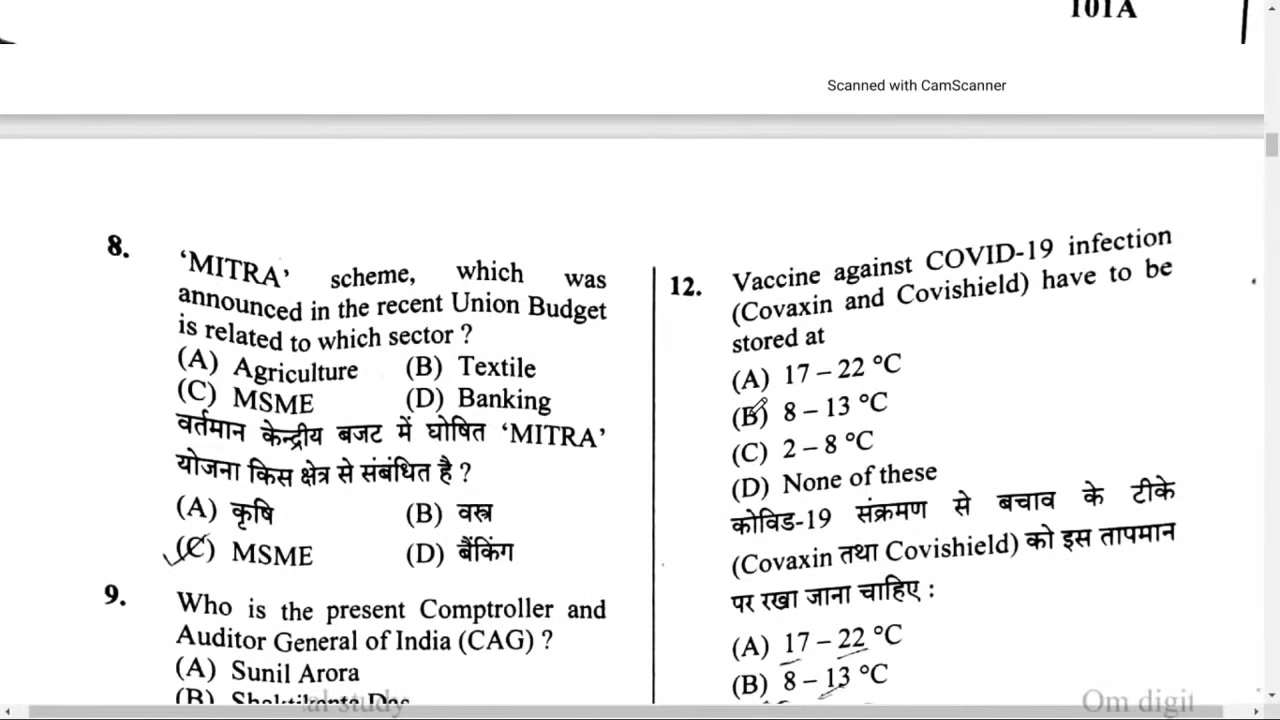 101A
Scanned with CamScanner
8.
‘MITRA’ scheme, which was
announced in the recent Union Budget
is related to which sector ?
(A) Agriculture (B) Textile
(C) MSME (D) Banking
वर्तमान केन्द्रीय बजट में घोषित ‘MITRA’
योजना किस क्षेत्र से संबंधित है ?
(A) कृषि (B) वस्त्र
(C) MSME (D) बैंकिंग
9. Who is the present Comptroller and
Auditor General of India (CAG) ?
(A) Sunil Arora
(B)
al study
12. Vaccine against COVID-19 infection
(Covaxin and Covishield) have to be
stored at
(A) 17 – 22 °C
(B) 8 – 13 °C
(C) 2 – 8 °C
(D) None of these
कोविड-19 संक्रमण से बचाव के टीके
(Covaxin तथा Covishield) को इस तापमान
पर रखा जाना चाहिए :
(A) 17 – 22 °C
(B) 8 – 13 °C
Om digit